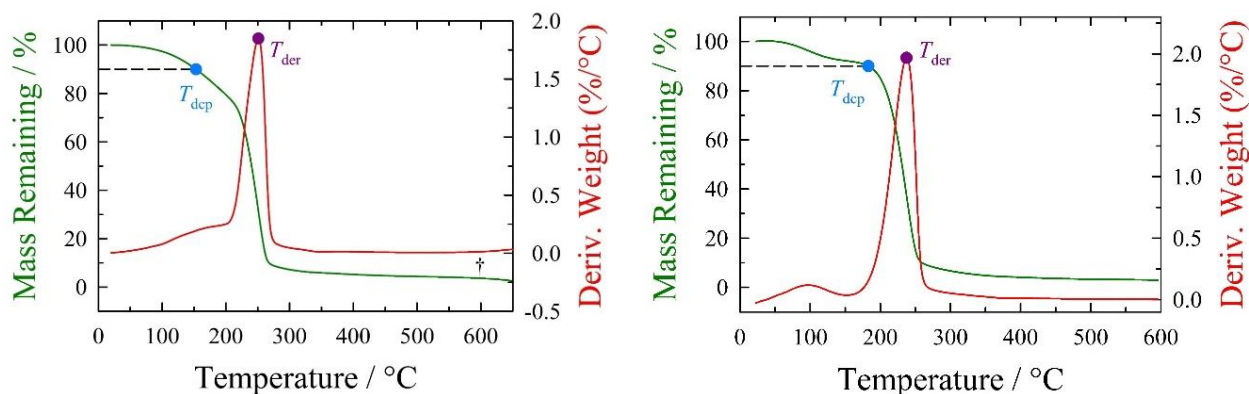 Mass Remaining / %
100
80
60
40
20
0
T_dcp
T_der
†
2.0
1.5
1.0
0.5
0.0
-0.5
Deriv. Weight (%/°C)
0 100 200 300 400 500 600
Temperature / °C
Mass Remaining / %
100
80
60
40
20
0
T_dcp
T_der
2.0
1.5
1.0
0.5
0.0
Deriv. Weight (%/°C)
0 100 200 300 400 500 600
Temperature / °C